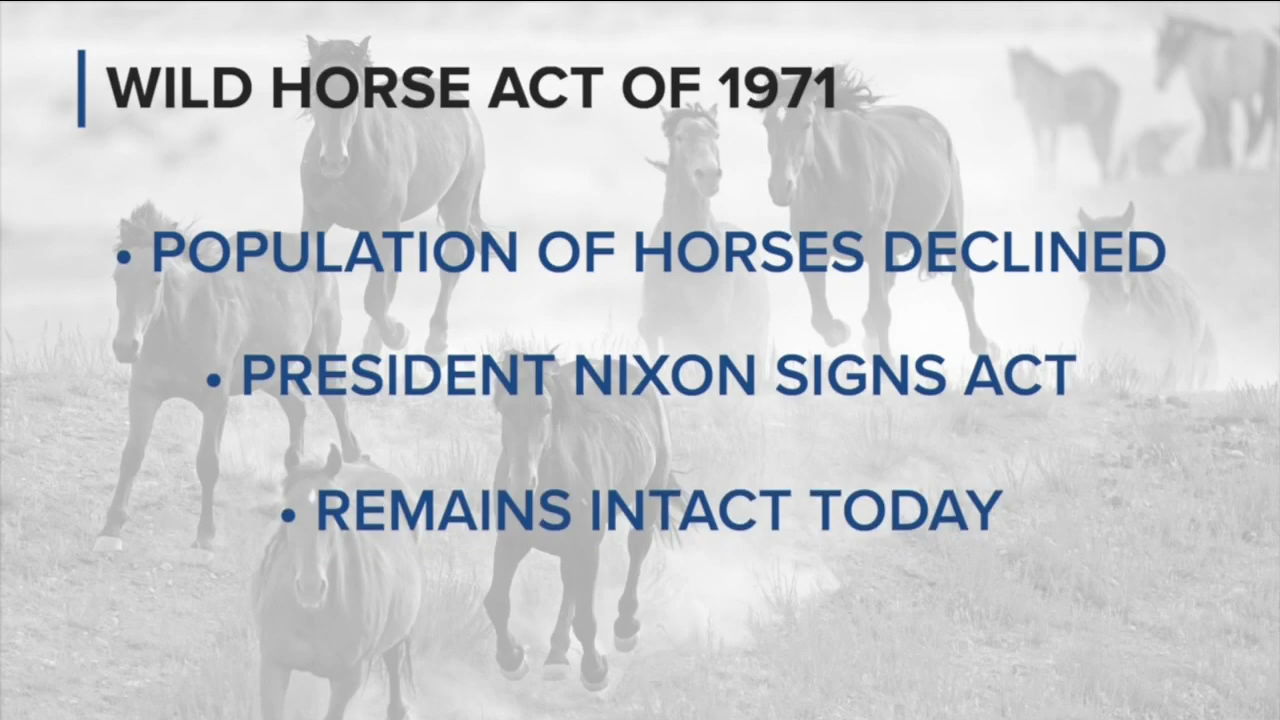 WILD HORSE ACT OF 1971
• POPULATION OF HORSES DECLINED
• PRESIDENT NIXON SIGNS ACT
• REMAINS INTACT TODAY